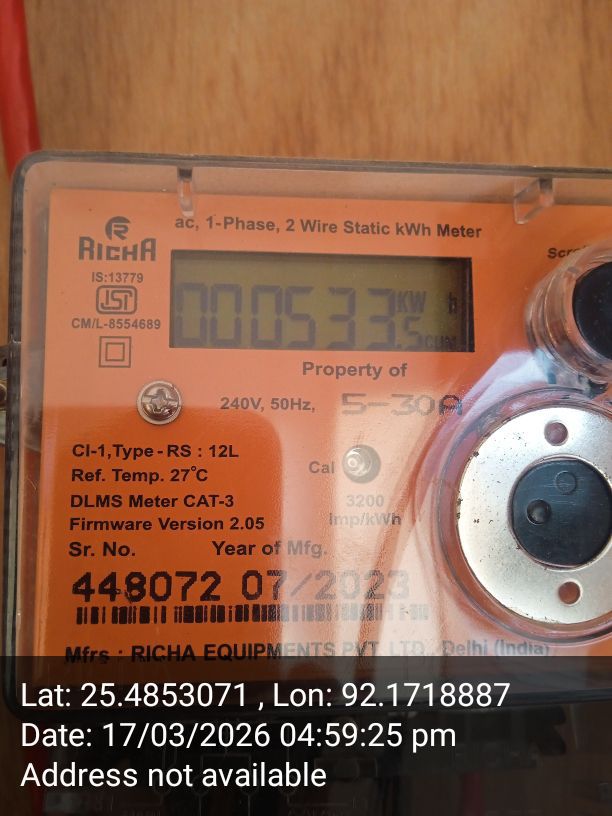 ac, 1-Phase, 2 Wire Static kWh Meter
RICHA
IS:13779
CM/L-8554689
000533.5 KW h
CUM
Property of
240V, 50Hz, 5-30A
Cl-1,Type - RS : 12L
Ref. Temp. 27°C
DLMS Meter CAT-3
Firmware Version 2.05
Cal
3200
Imp/kWh
Sr. No. Year of Mfg.
448072 07/2023
Mfrs : RICHA EQUIPMENTS PVT. LTD., Delhi (India)
Lat: 25.4853071 , Lon: 92.1718887
Date: 17/03/2026 04:59:25 pm
Address not available